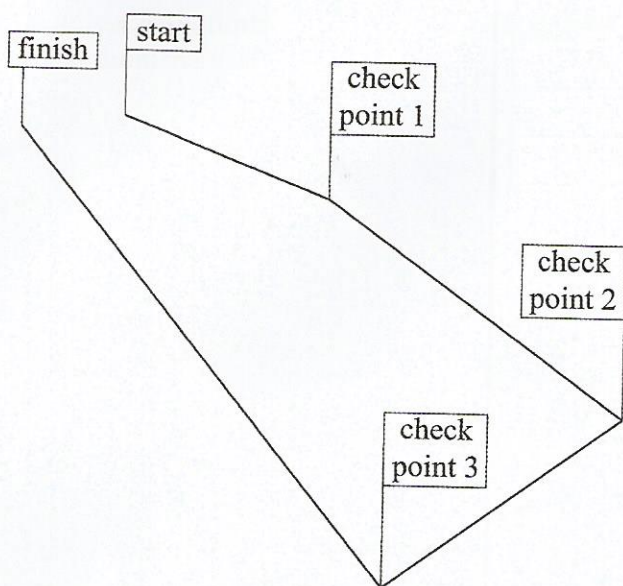 finish
start
check
point 1
check
point 2
check
point 3